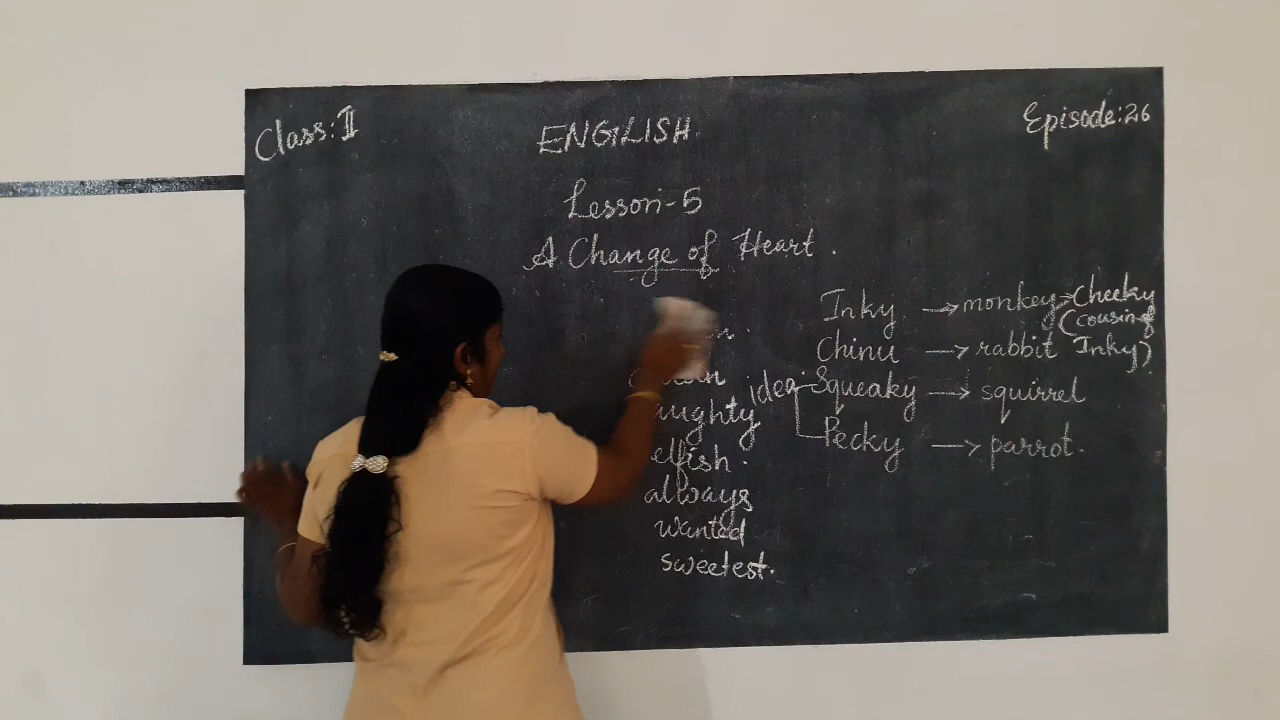 Class:II
ENGLISH
Episode:26
Lesson-5
A Change of Heart.
aughty
elfish.
always
wanted
sweetest.
Inky → monkey → Cheeky
(cousin of
Chinu → rabbit Inky)
idea Squeaky → squirrel
Pecky → parrot.